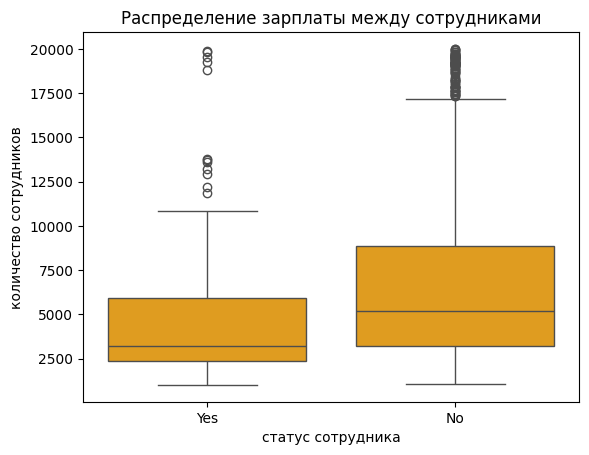 Распределение зарплаты между сотрудниками
количество сотрудников
20000
17500
15000
12500
10000
7500
5000
2500
Yes
No
статус сотрудника